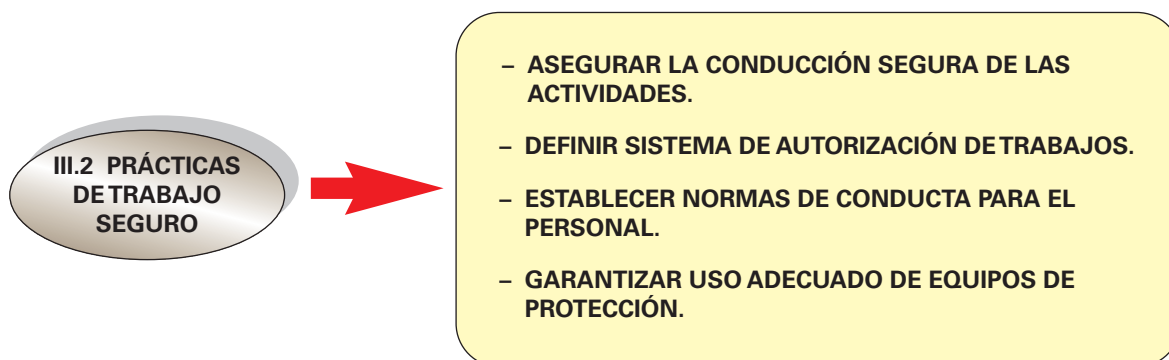 III.2 PRÁCTICAS
DE TRABAJO
SEGURO
– ASEGURAR LA CONDUCCIÓN SEGURA DE LAS
ACTIVIDADES.
– DEFINIR SISTEMA DE AUTORIZACIÓN DE TRABAJOS.
– ESTABLECER NORMAS DE CONDUCTA PARA EL
PERSONAL.
– GARANTIZAR USO ADECUADO DE EQUIPOS DE
PROTECCIÓN.